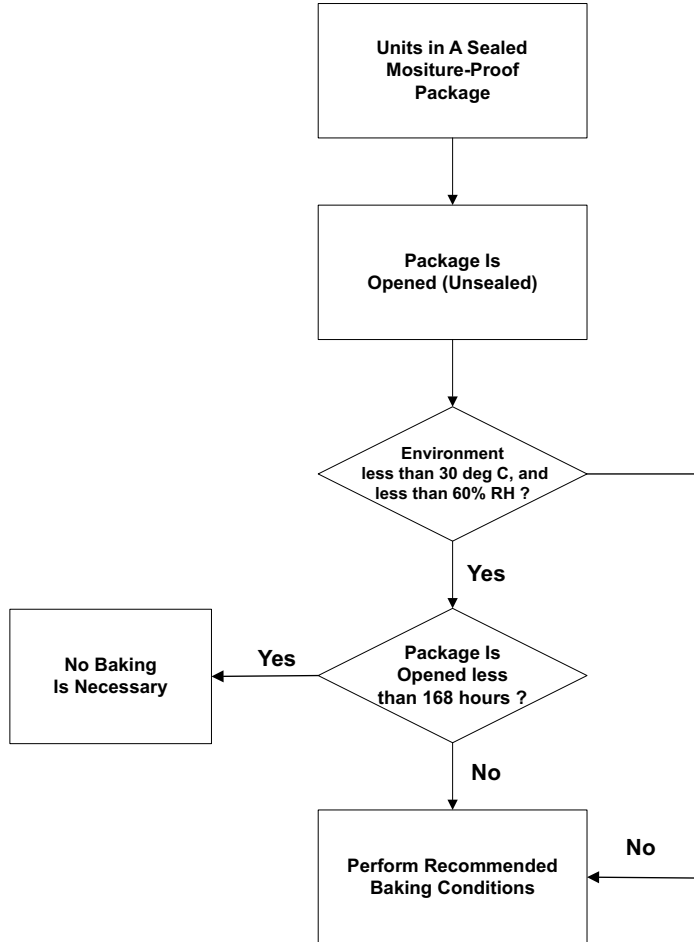 Units in A Sealed
Mositure-Proof
Package
Package Is
Opened (Unsealed)
Environment
less than 30 deg C, and
less than 60% RH ?
Yes
Yes
No Baking
Is Necessary
Package Is
Opened less
than 168 hours ?
No
No
Perform Recommended
Baking Conditions